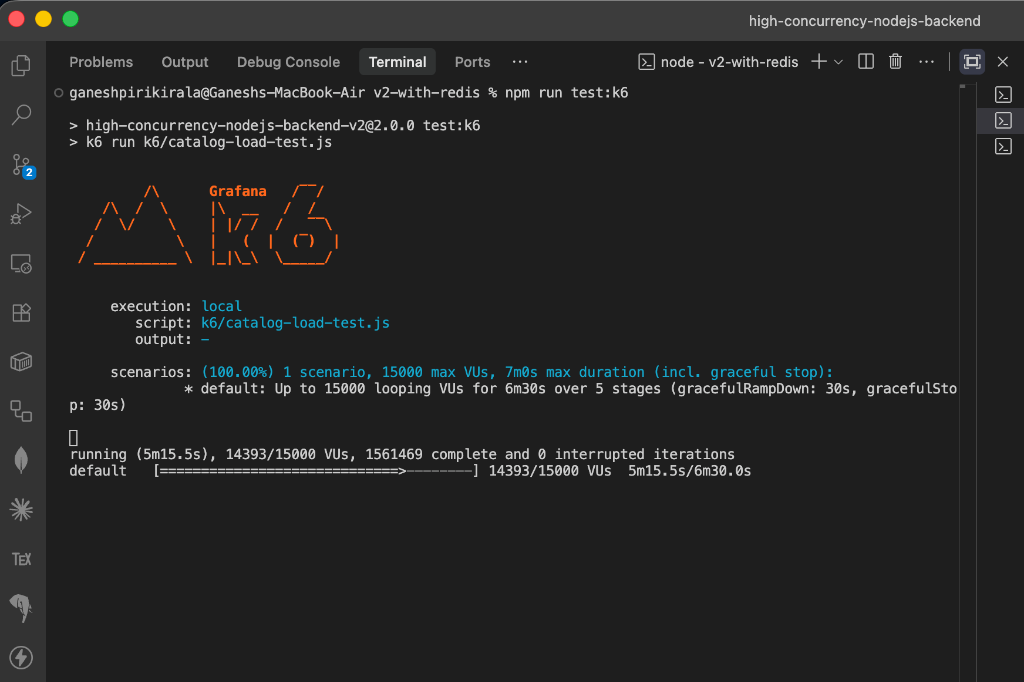 high-concurrency-nodejs-backend
Problems Output Debug Console Terminal Ports ··· node - v2-with-redis
ganeshpirikirala@Ganeshs-MacBook-Air v2-with-redis % npm run test:k6
> high-concurrency-nodejs-backend-v2@2.0.0 test:k6
> k6 run k6/catalog-load-test.js
Grafana
k6
execution: local
script: k6/catalog-load-test.js
output: -
scenarios: (100.00%) 1 scenario, 15000 max VUs, 7m0s max duration (incl. graceful stop):
* default: Up to 15000 looping VUs for 6m30s over 5 stages (gracefulRampDown: 30s, gracefulSto
p: 30s)
running (5m15.5s), 14393/15000 VUs, 1561469 complete and 0 interrupted iterations
default [=============================>--------] 14393/15000 VUs 5m15.5s/6m30.0s
2
TEX